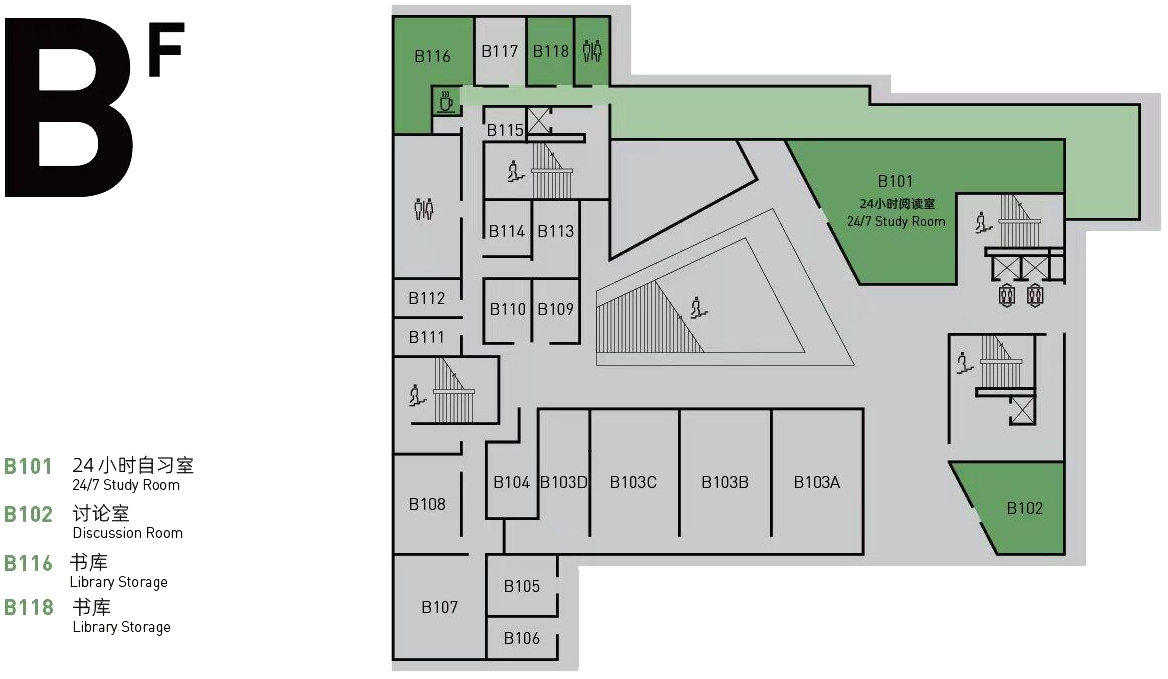 BF
B116
B117
B118
B115
B101
24小时阅读室
24/7 Study Room
B114
B113
B112
B110
B109
B111
B104
B103D
B103C
B103B
B103A
B108
B102
B105
B107
B106
B101 24小时自习室
24/7 Study Room
B102 讨论室
Discussion Room
B116 书库
Library Storage
B118 书库
Library Storage